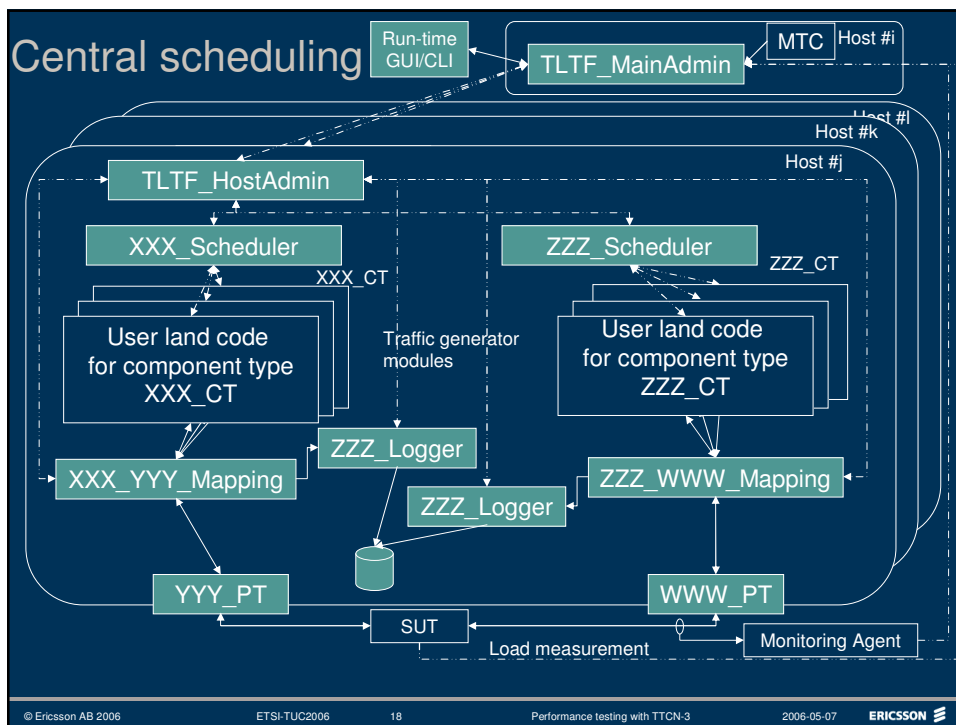 Central scheduling
Run-time
GUI/CLI
MTC
Host #i
TLTF_MainAdmin
Host #l
Host #k
Host #j
TLTF_HostAdmin
XXX_Scheduler
ZZZ_Scheduler
XXX_CT
ZZZ_CT
User land code
for component type
XXX_CT
Traffic generator
modules
User land code
for component type
ZZZ_CT
ZZZ_Logger
XXX_YYY_Mapping
ZZZ_WWW_Mapping
ZZZ_Logger
YYY_PT
WWW_PT
SUT
Monitoring Agent
Load measurement
© Ericsson AB 2006
ETSI-TUC2006
18
Performance testing with TTCN-3
2006-05-07
ERICSSON